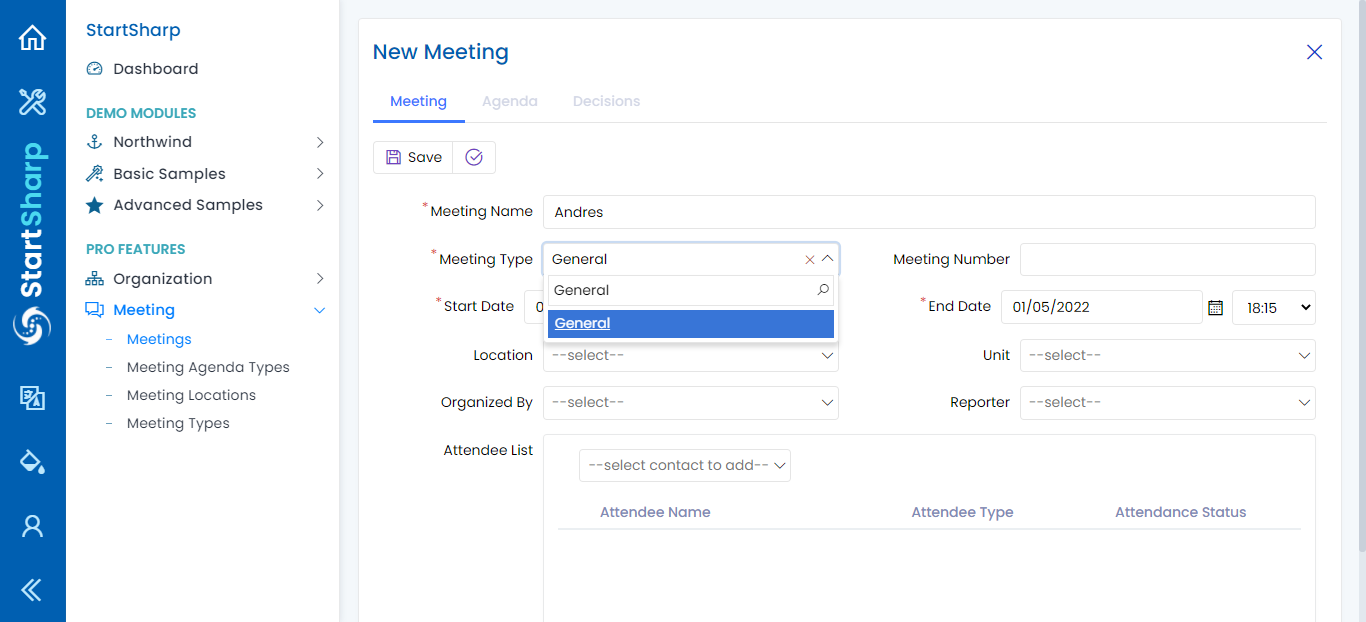 StartSharp
StartSharp
Dashboard
DEMO MODULES
Northwind
Basic Samples
Advanced Samples
PRO FEATURES
Organization
Meeting
Meetings
Meeting Agenda Types
Meeting Locations
Meeting Types
New Meeting
Meeting Agenda Decisions
Save
*Meeting Name Andres
*Meeting Type General
Meeting Number
General
General
*Start Date 0
*End Date 01/05/2022 18:15
Location --select--
Unit --select--
Organized By --select--
Reporter --select--
Attendee List
--select contact to add--
Attendee Name Attendee Type Attendance Status